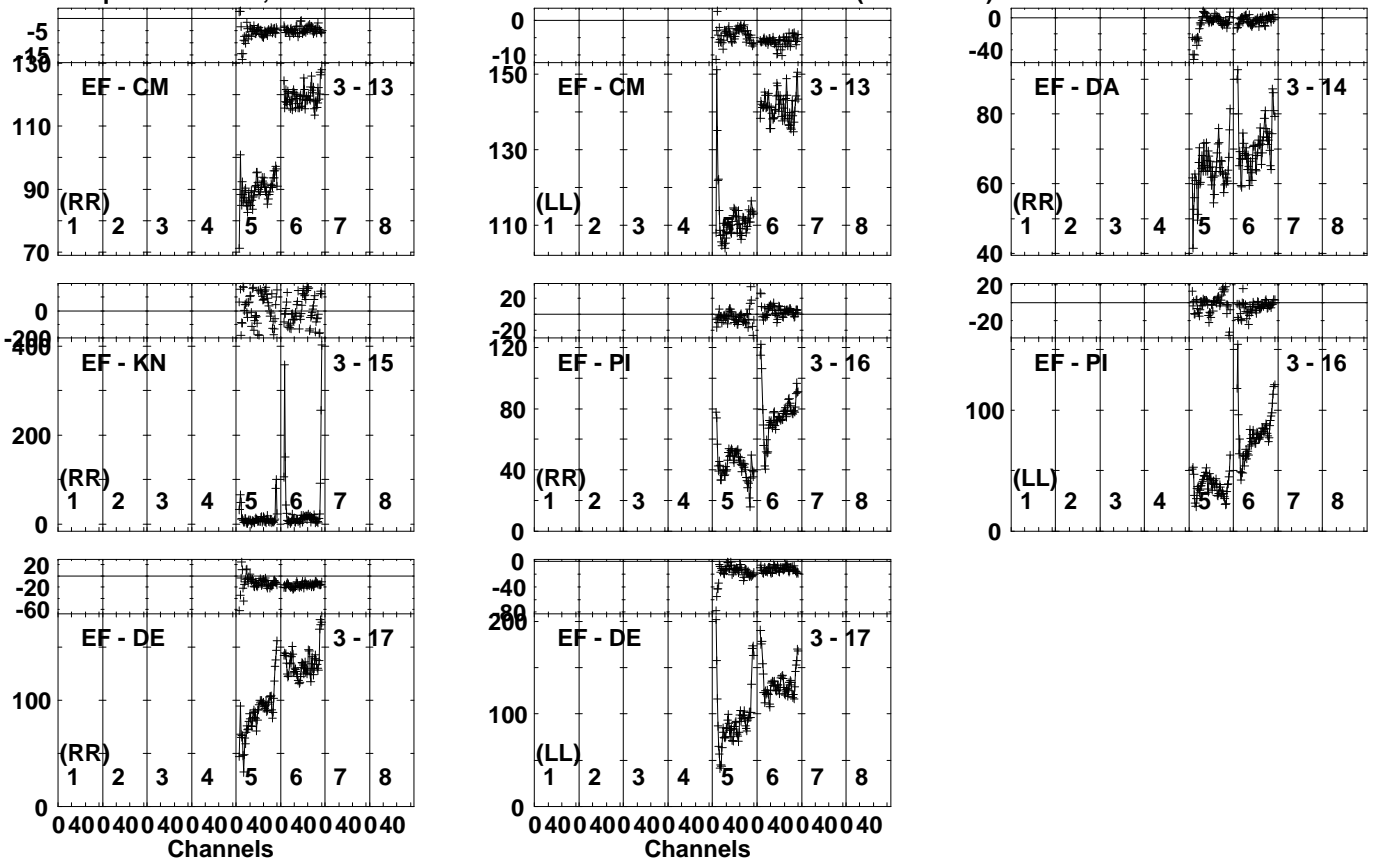 -5
15
130
EF - CM 3 - 13
110
90
(RR)
1 2 3 4 5 6 7 8
70
0
-10
150
EF - CM 3 - 13
130
110
(LL)
1 2 3 4 5 6 7 8
0
-40
EF - DA 3 - 14
80
60
(RR)
1 2 3 4 5 6 7 8
40
0
-200
400
EF - KN 3 - 15
200
(RR)
1 2 3 4 5 6 7 8
0
20
-20
120
EF - PI 3 - 16
80
40
(RR)
1 2 3 4 5 6 7 8
0
20
-20
EF - PI 3 - 16
100
(LL)
1 2 3 4 5 6 7 8
0
20
-20
-60
EF - DE 3 - 17
100
(RR)
1 2 3 4 5 6 7 8
0
0 40 0 40 0 40 0 40 0 40 0 40 0 40 0 40
Channels
0
-40
-80
200
EF - DE 3 - 17
100
(LL)
1 2 3 4 5 6 7 8
0
0 40 0 40 0 40 0 40 0 40 0 40 0 40 0 40
Channels